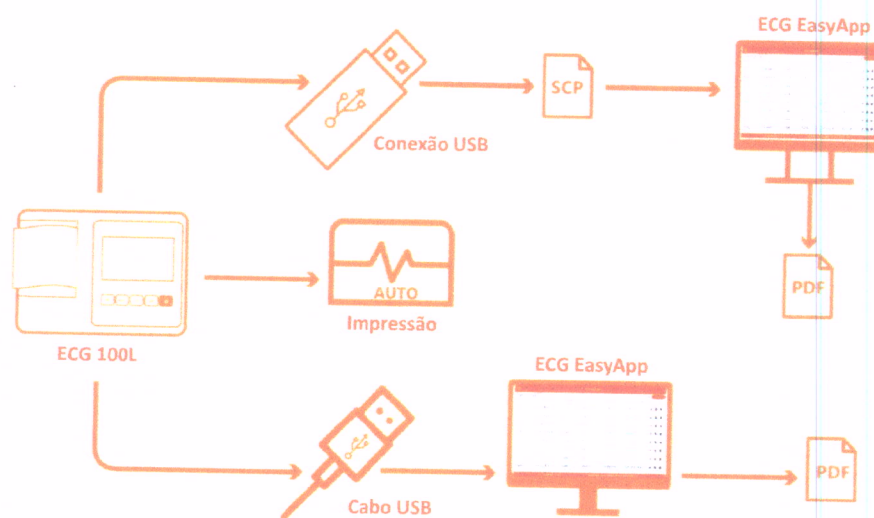 ECG EasyApp
SCP
Conexão USB
PDF
AUTO
Impressão
ECG 100L
ECG EasyApp
PDF
Cabo USB